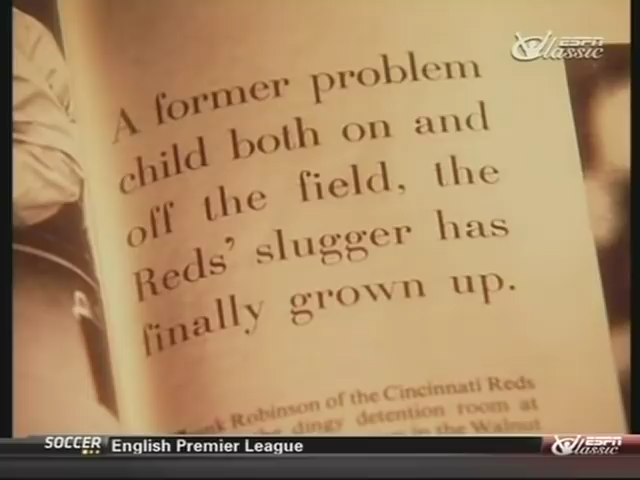 ESPN
Classic
A former problem
child both on and
off the field, the
Reds' slugger has
finally grown up.
Robinson of the Cincinnati Reds
dingy detention room at
in the Walnut
SOCCER English Premier League
ESPN
Classic